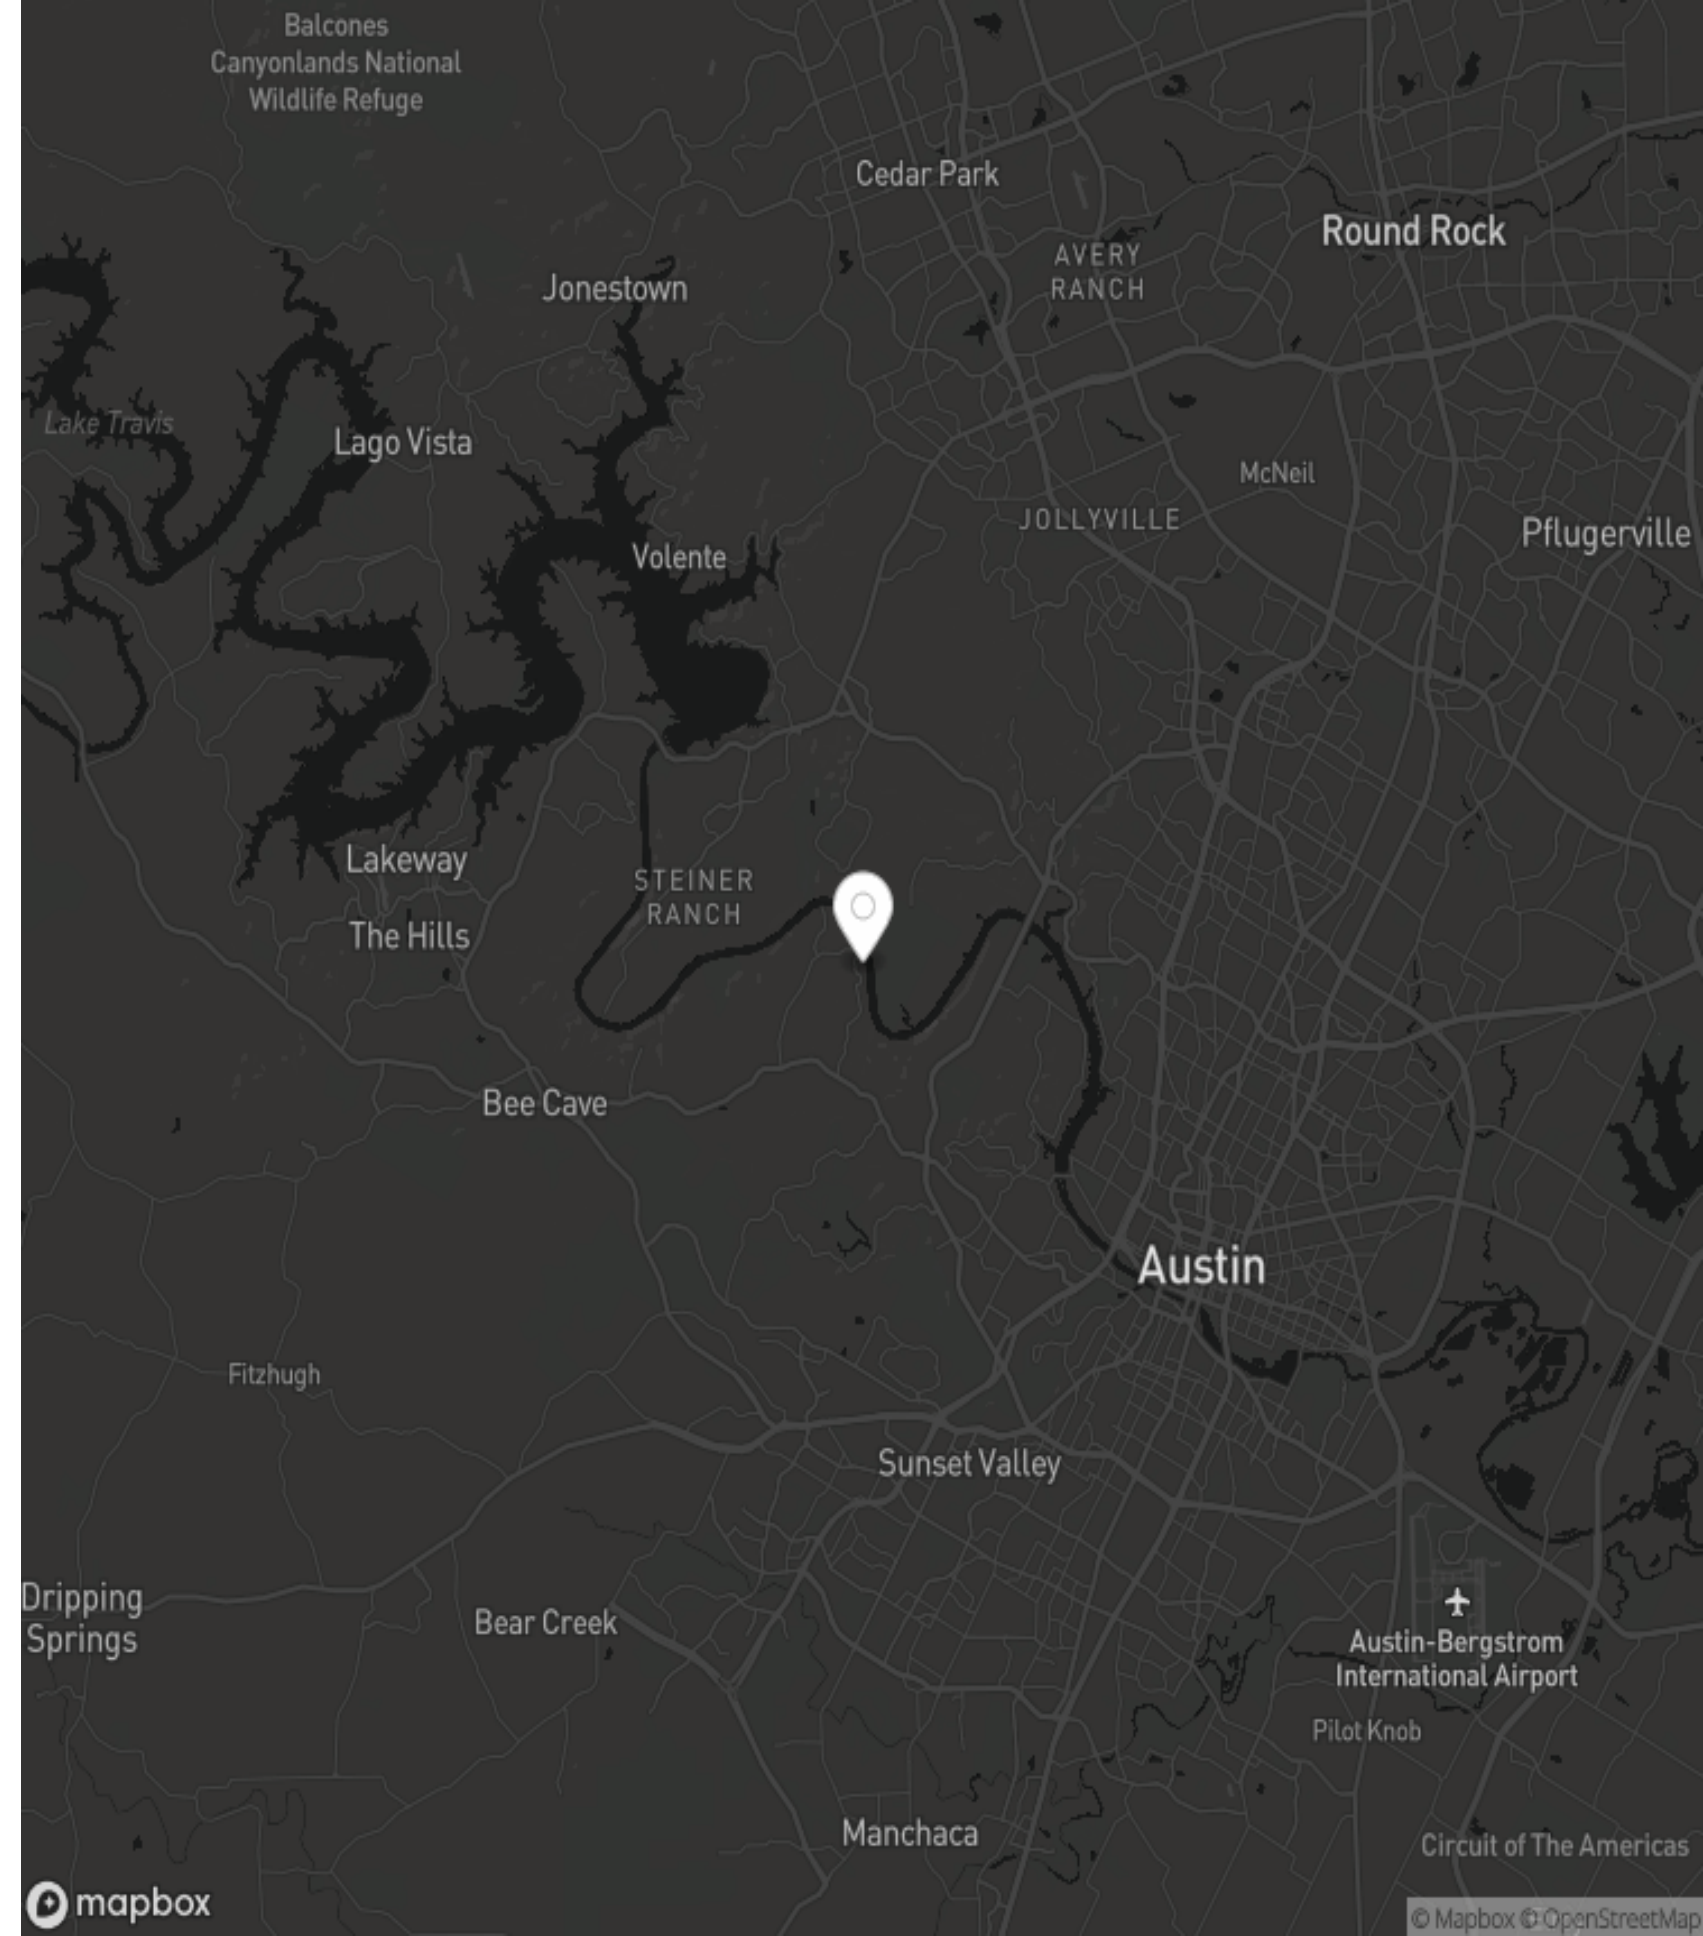 Balcones
Canyonlands National
Wildlife Refuge
Cedar Park
Round Rock
AVERY
RANCH
Jonestown
Lake Travis
Lago Vista
McNeil
JOLLYVILLE
Pflugerville
Volente
Lakeway
STEINER
RANCH
The Hills
Bee Cave
Austin
Fitzhugh
Sunset Valley
Dripping
Springs
Bear Creek
Austin-Bergstrom
International Airport
Pilot Knob
Manchaca
Circuit of The Americas
mapbox
© Mapbox © OpenStreetMap